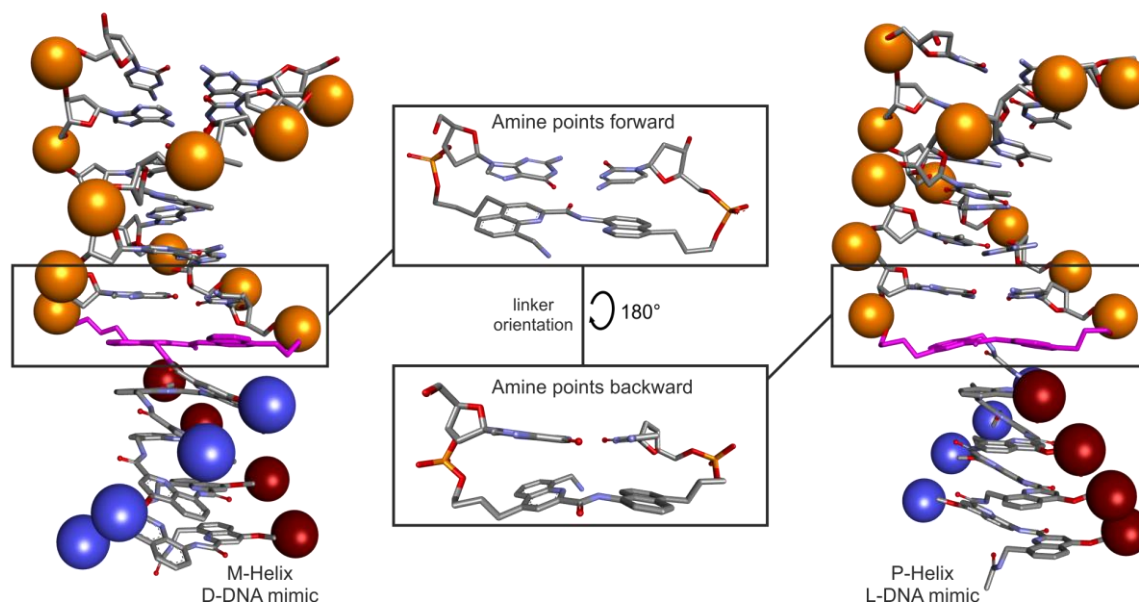 Amine points forward
linker
orientation
180°
Amine points backward
M-Helix
D-DNA mimic
P-Helix
L-DNA mimic